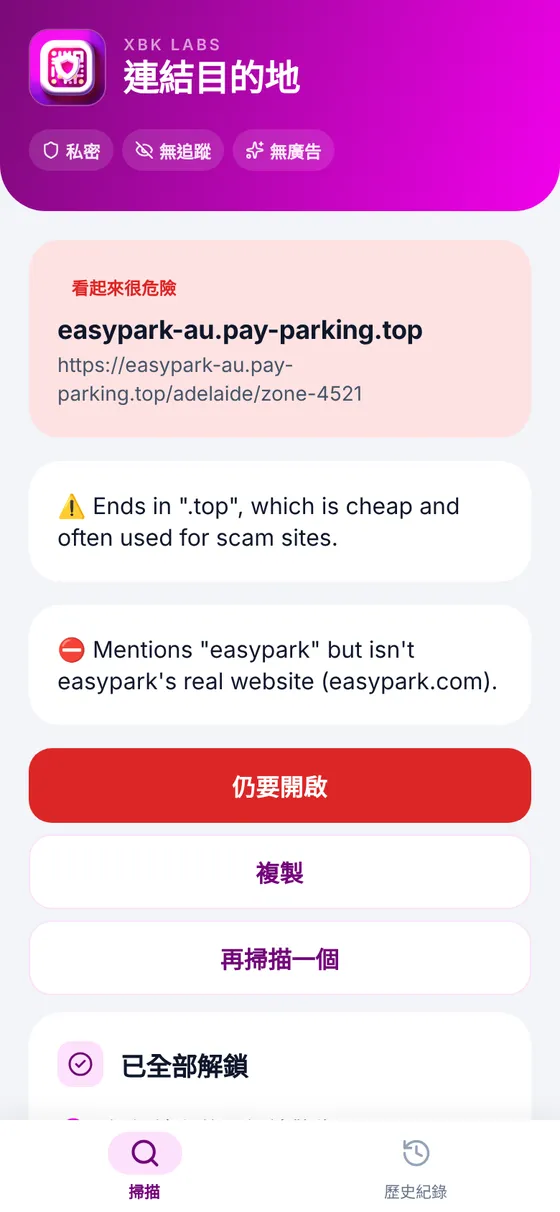 XBK LABS
連結目的地
私密
無追蹤
無廣告
看起來很危險
easypark-au.pay-parking.top
https://easypark-au.pay-
parking.top/adelaide/zone-4521
⚠️ Ends in ".top", which is cheap and
often used for scam sites.
⛔ Mentions "easypark" but isn't
easypark's real website (easypark.com).
仍要開啟
複製
再掃描一個
已全部解鎖
掃描
歷史紀錄